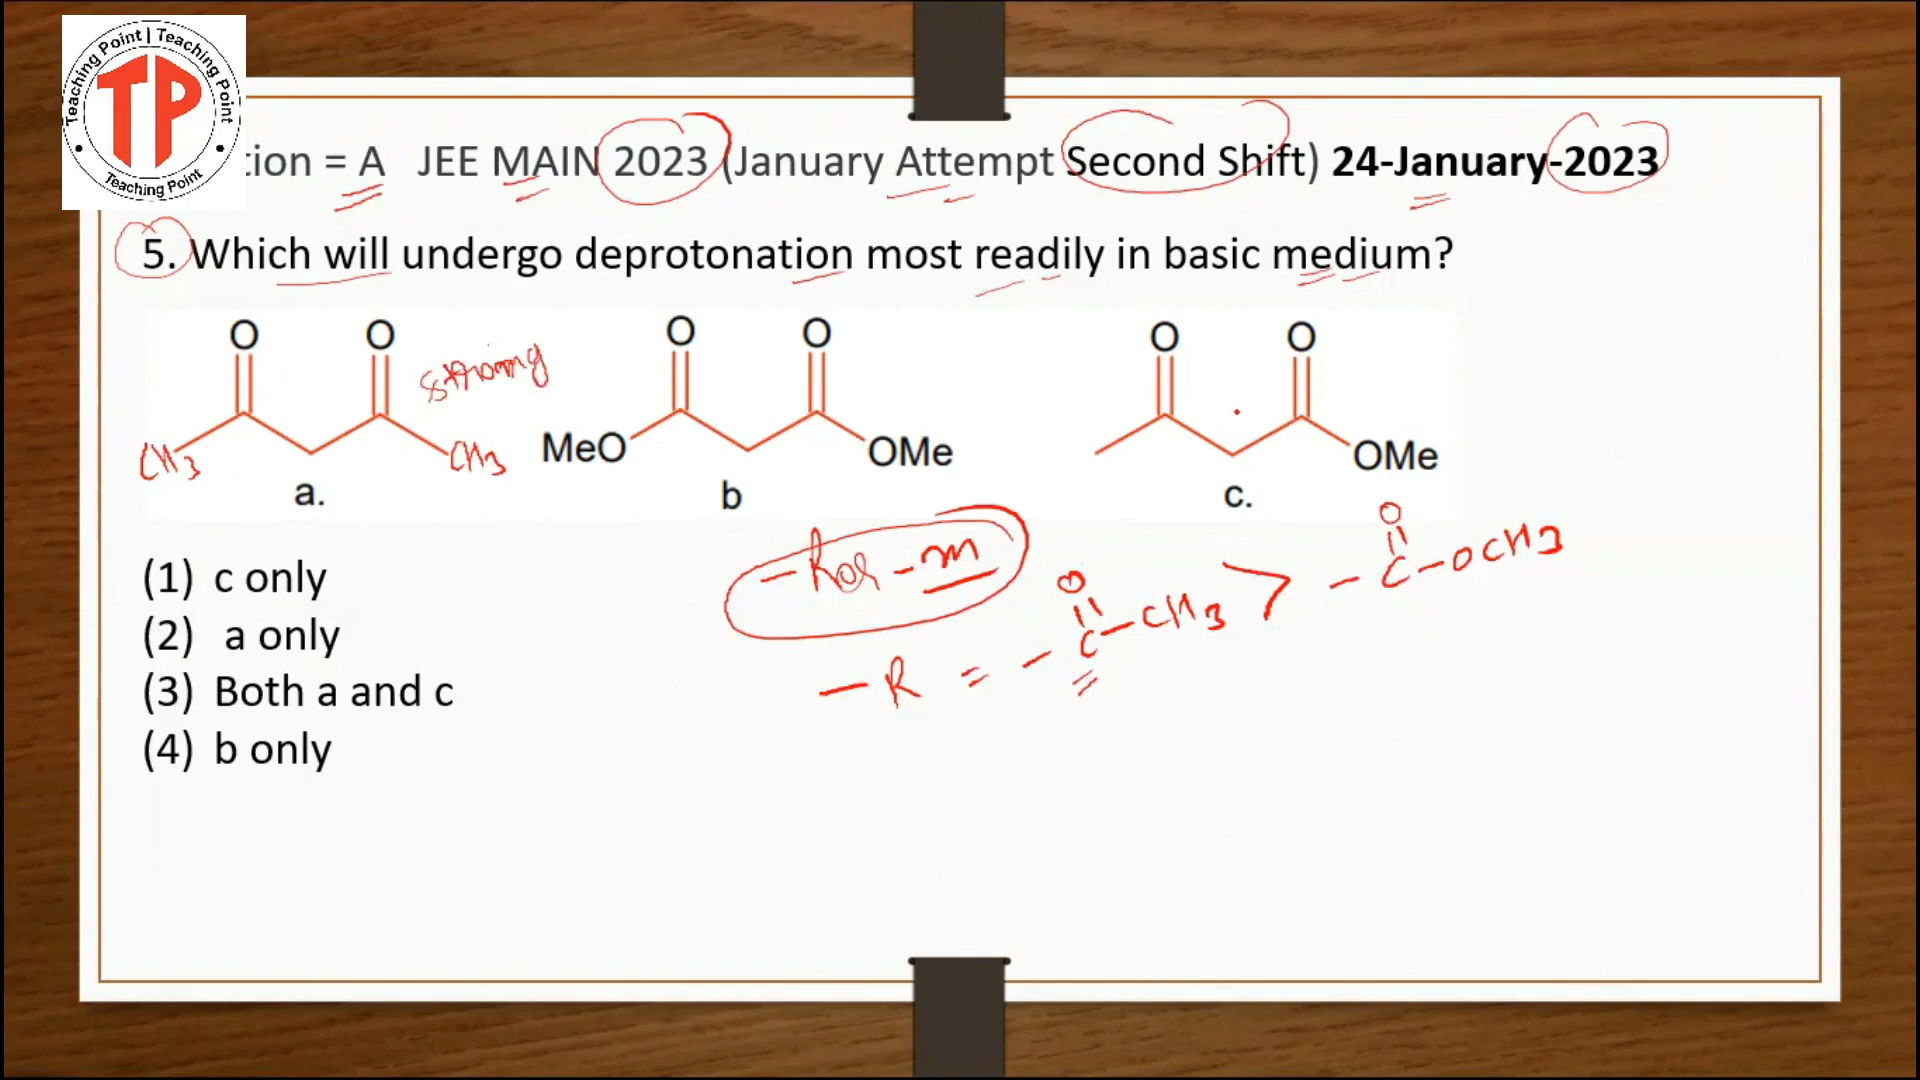 Teaching Point | Teaching Point
TP
Teaching Point
tion = A JEE MAIN 2023 (January Attempt Second Shift) 24-January-2023
5. Which will undergo deprotonation most readily in basic medium?
O O O O O O
strong
CH3 CH3 MeO OMe OMe
a. b c.
-R or -m
O
-C-OCH3
O
-R = -C-CH3 >
(1) c only
(2) a only
(3) Both a and c
(4) b only